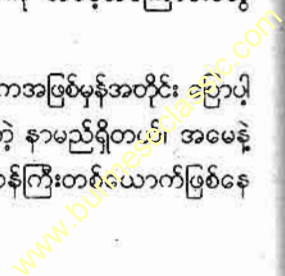 ကအဖြစ်မှန်အတိုင်း ပြောပါ့
နာမည်ရှိတယ်၊ အမေနဲ့
န်ကြီးတစ်ယောက်ဖြစ်နေ
www.burmeseclassic.com